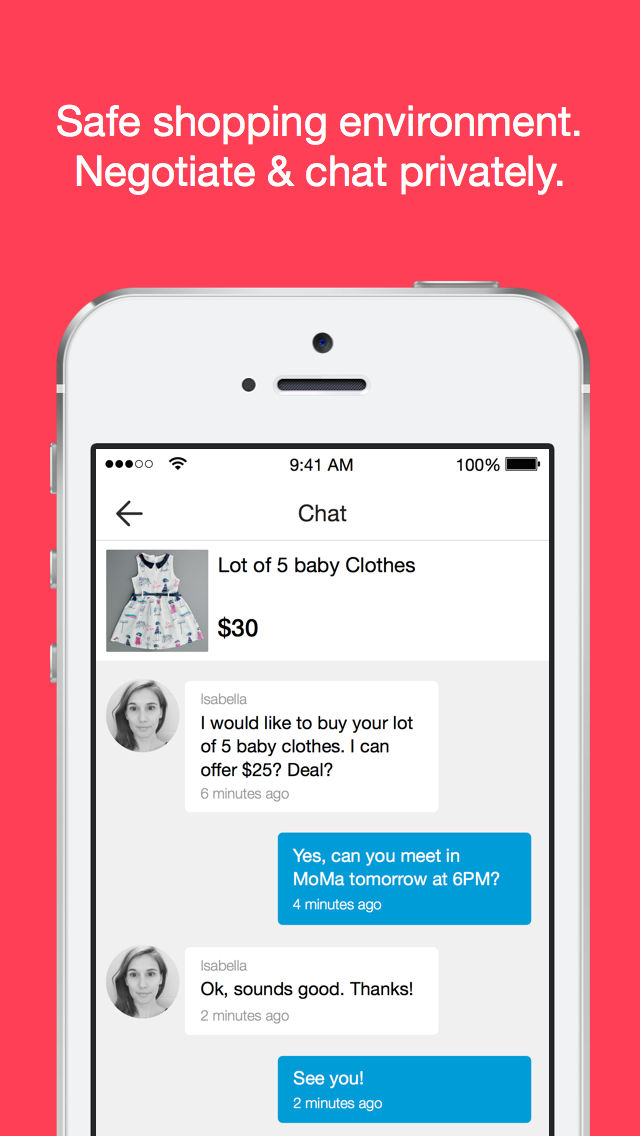 Safe shopping environment.
Negotiate & chat privately.
9:41 AM
100%
Chat
Lot of 5 baby Clothes
$30
Isabella
I would like to buy your lot
of 5 baby clothes. I can
offer $25? Deal?
6 minutes ago
Yes, can you meet in
MoMa tomorrow at 6PM?
4 minutes ago
Isabella
Ok, sounds good. Thanks!
2 minutes ago
See you!
2 minutes ago